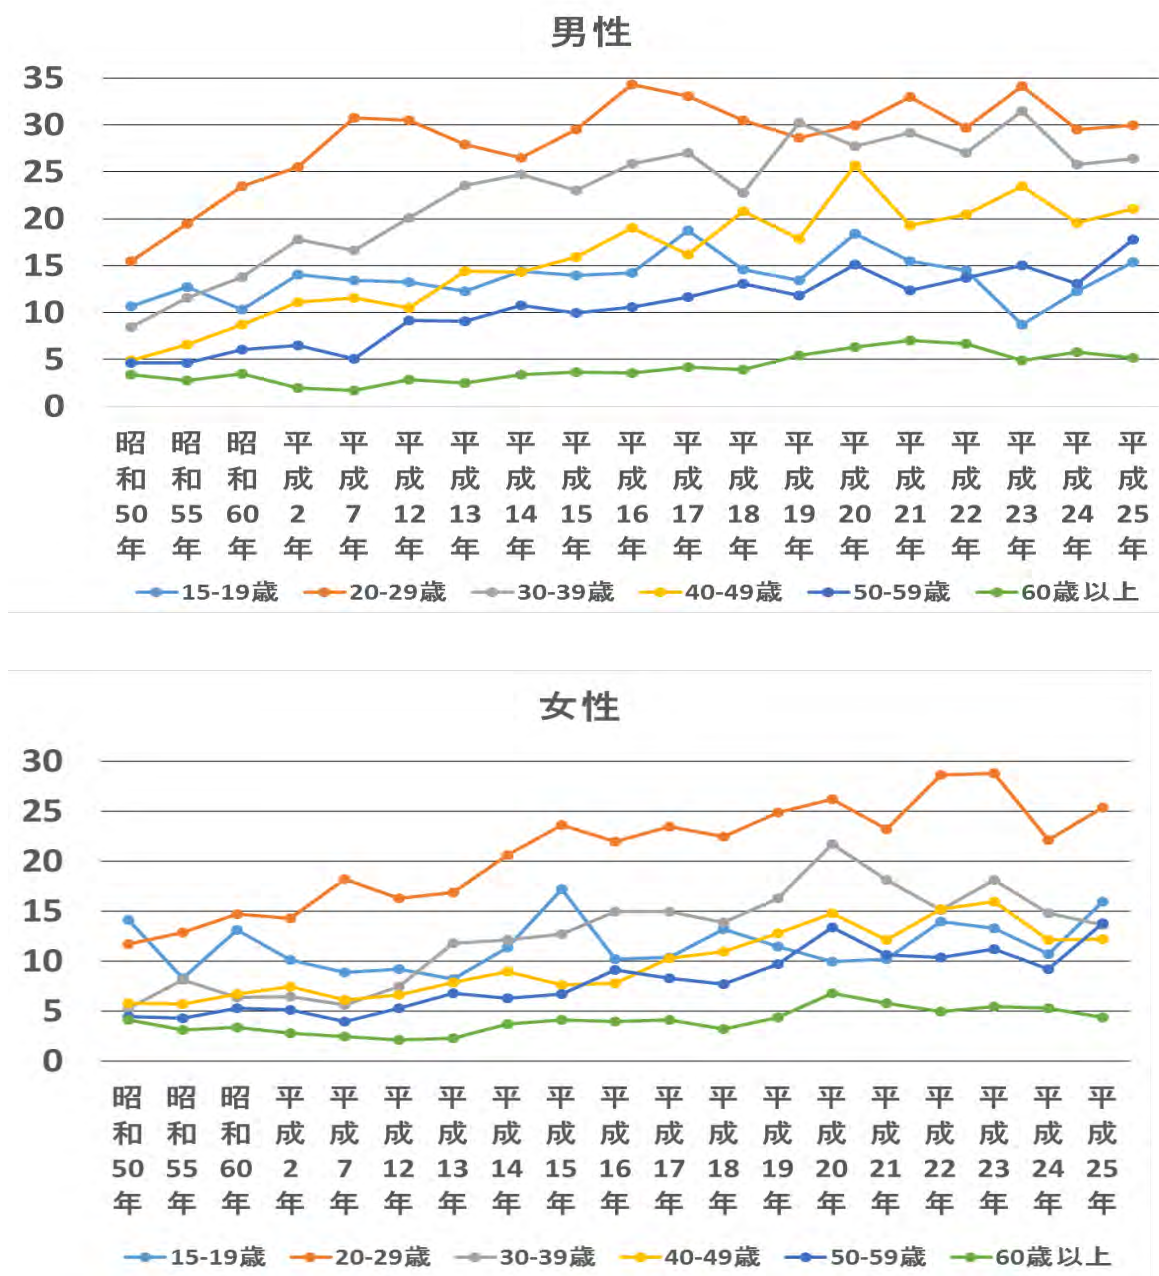 男性
35
30
25
20
15
10
5
0
昭和50年 昭和55年 昭和60年 平成2年 平成7年 平成12年 平成13年 平成14年 平成15年 平成16年 平成17年 平成18年 平成19年 平成20年 平成21年 平成22年 平成23年 平成24年 平成25年
15-19歳 20-29歳 30-39歳 40-49歳 50-59歳 60歳以上
女性
30
25
20
15
10
5
0
昭和50年 昭和55年 昭和60年 平成2年 平成7年 平成12年 平成13年 平成14年 平成15年 平成16年 平成17年 平成18年 平成19年 平成20年 平成21年 平成22年 平成23年 平成24年 平成25年
15-19歳 20-29歳 30-39歳 40-49歳 50-59歳 60歳以上